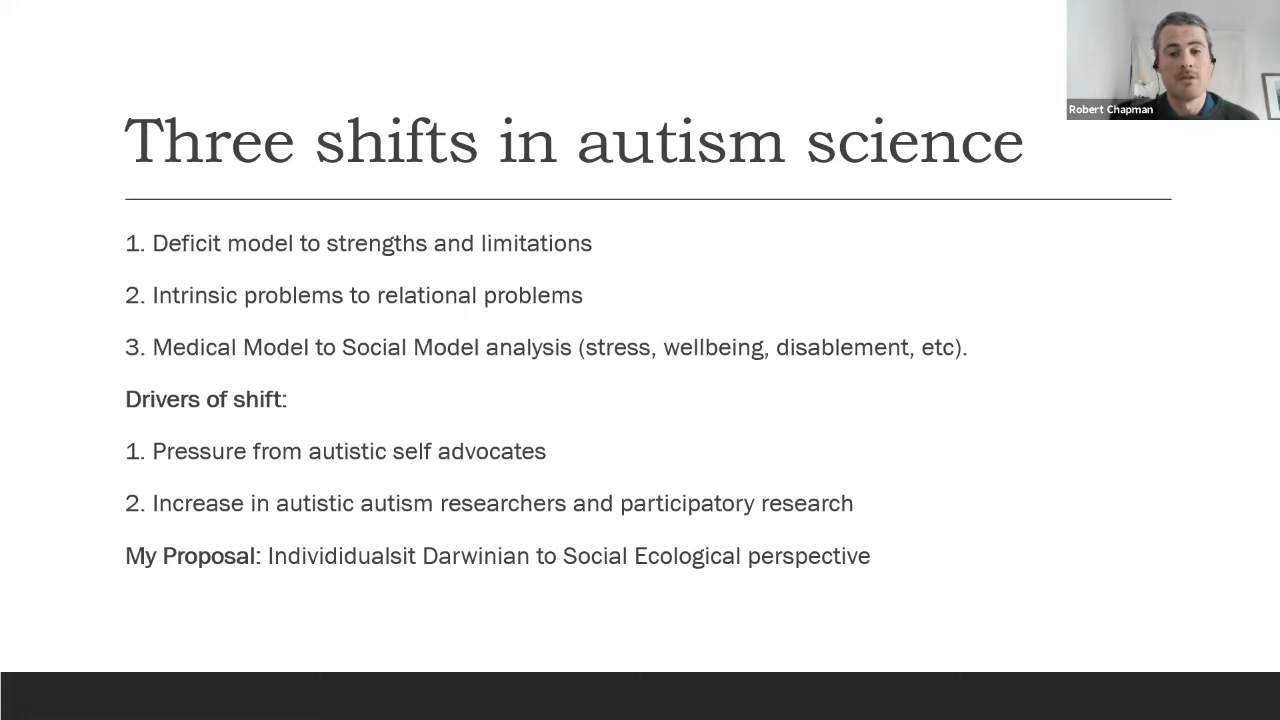 Robert Chapman
Three shifts in autism science
1. Deficit model to strengths and limitations
2. Intrinsic problems to relational problems
3. Medical Model to Social Model analysis (stress, wellbeing, disablement, etc).
Drivers of shift:
1. Pressure from autistic self advocates
2. Increase in autistic autism researchers and participatory research
My Proposal: Individidualsit Darwinian to Social Ecological perspective